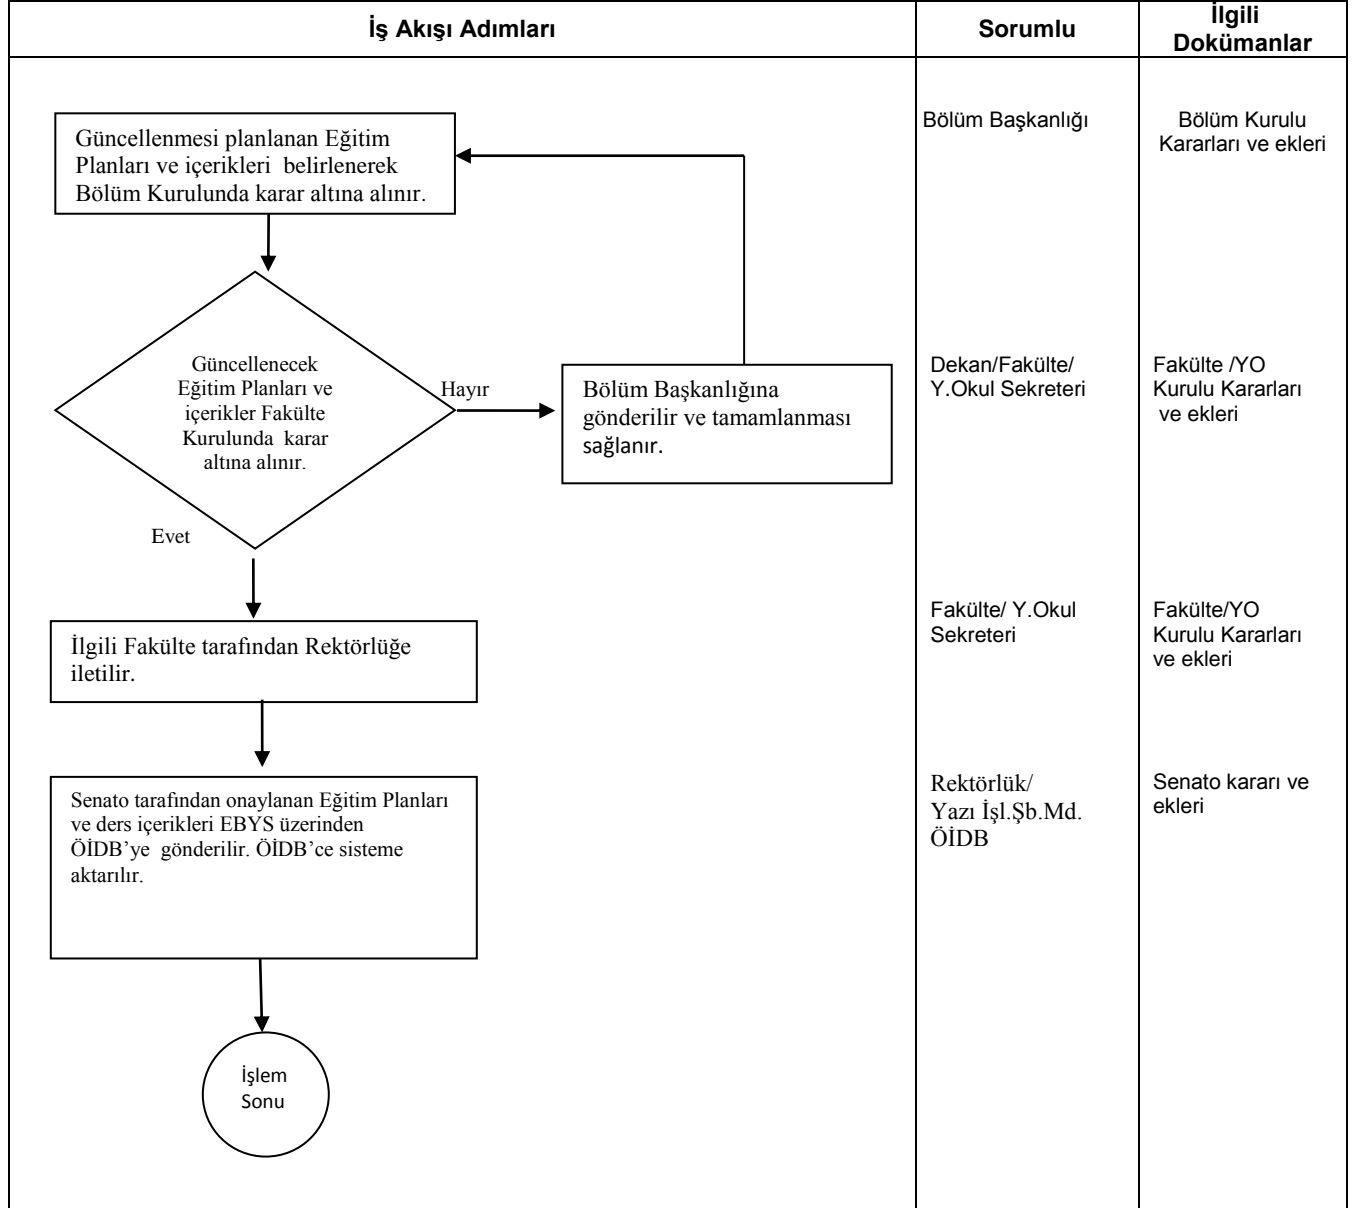 İş Akışı Adımları
Sorumlu
İlgili
Dokümanlar
Güncellenmesi planlanan Eğitim
Planları ve içerikleri belirlenerek
Bölüm Kurulunda karar altına alınır.
Bölüm Başkanlığı
Bölüm Kurulu
Kararları ve ekleri
Güncellenecek
Eğitim Planları ve
içerikler Fakülte
Kurulunda karar
altına alınır.
Hayır
Bölüm Başkanlığına
gönderilir ve tamamlanması
sağlanır.
Dekan/Fakülte/
Y.Okul Sekreteri
Fakülte /YO
Kurulu Kararları
ve ekleri
Evet
İlgili Fakülte tarafından Rektörlüğe
iletilir.
Fakülte/ Y.Okul
Sekreteri
Fakülte/YO
Kurulu Kararları
ve ekleri
Senato tarafından onaylanan Eğitim Planları
ve ders içerikleri EBYS üzerinden
ÖİDB’ye gönderilir. ÖİDB’ce sisteme
aktarılır.
Rektörlük/
Yazı İşl.Şb.Md.
ÖİDB
Senato kararı ve
ekleri
İşlem
Sonu